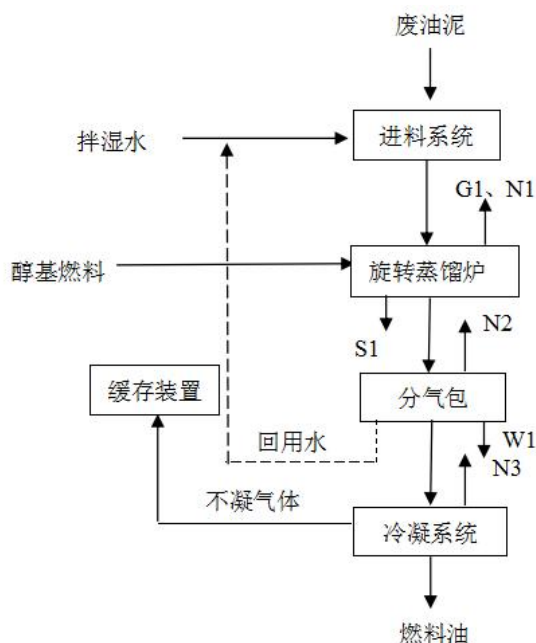 废油泥
拌湿水
进料系统
G1、N1
醇基燃料
旋转蒸馏炉
S1
N2
缓存装置
分气包
回用水
W1
N3
不凝气体
冷凝系统
燃料油